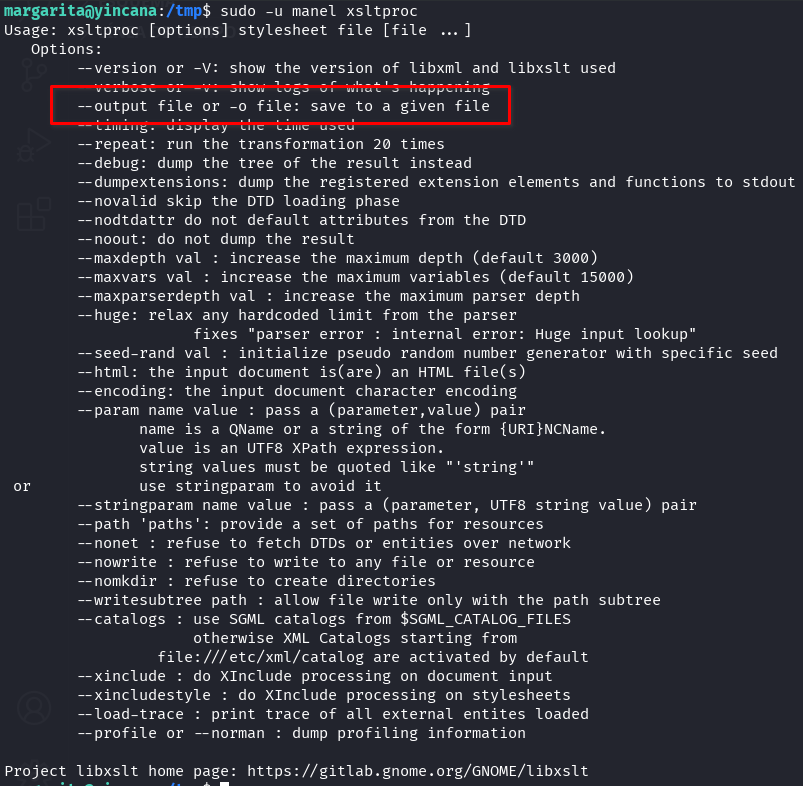 margarita@yincana:/tmp$ sudo -u manel xsltproc
Usage: xsltproc [options] stylesheet file [file ...]
Options:
--version or -V: show the version of libxml and libxslt used
--verbose or -v: show logs of what's happening
--output file or -o file: save to a given file
--timing: display the time used
--repeat: run the transformation 20 times
--debug: dump the tree of the result instead
--dumpextensions: dump the registered extension elements and functions to stdout
--novalid skip the DTD loading phase
--nodtdattr do not default attributes from the DTD
--noout: do not dump the result
--maxdepth val : increase the maximum depth (default 3000)
--maxvars val : increase the maximum variables (default 15000)
--maxparserdepth val : increase the maximum parser depth
--huge: relax any hardcoded limit from the parser
fixes "parser error : internal error: Huge input lookup"
--seed-rand val : initialize pseudo random number generator with specific seed
--html: the input document is(are) an HTML file(s)
--encoding: the input document character encoding
--param name value : pass a (parameter,value) pair
name is a QName or a string of the form {URI}NCName.
value is an UTF8 XPath expression.
string values must be quoted like "'string'"
or use stringparam to avoid it
--stringparam name value : pass a (parameter, UTF8 string value) pair
--path 'paths': provide a set of paths for resources
--nonet : refuse to fetch DTDs or entities over network
--nowrite : refuse to write to any file or resource
--nomkdir : refuse to create directories
--writesubtree path : allow file write only with the path subtree
--catalogs : use SGML catalogs from $SGML_CATALOG_FILES
otherwise XML Catalogs starting from
file:///etc/xml/catalog are activated by default
--xinclude : do XInclude processing on document input
--xincludestyle : do XInclude processing on stylesheets
--load-trace : print trace of all external entites loaded
--profile or --norman : dump profiling information
Project libxslt home page: https://gitlab.gnome.org/GNOME/libxslt